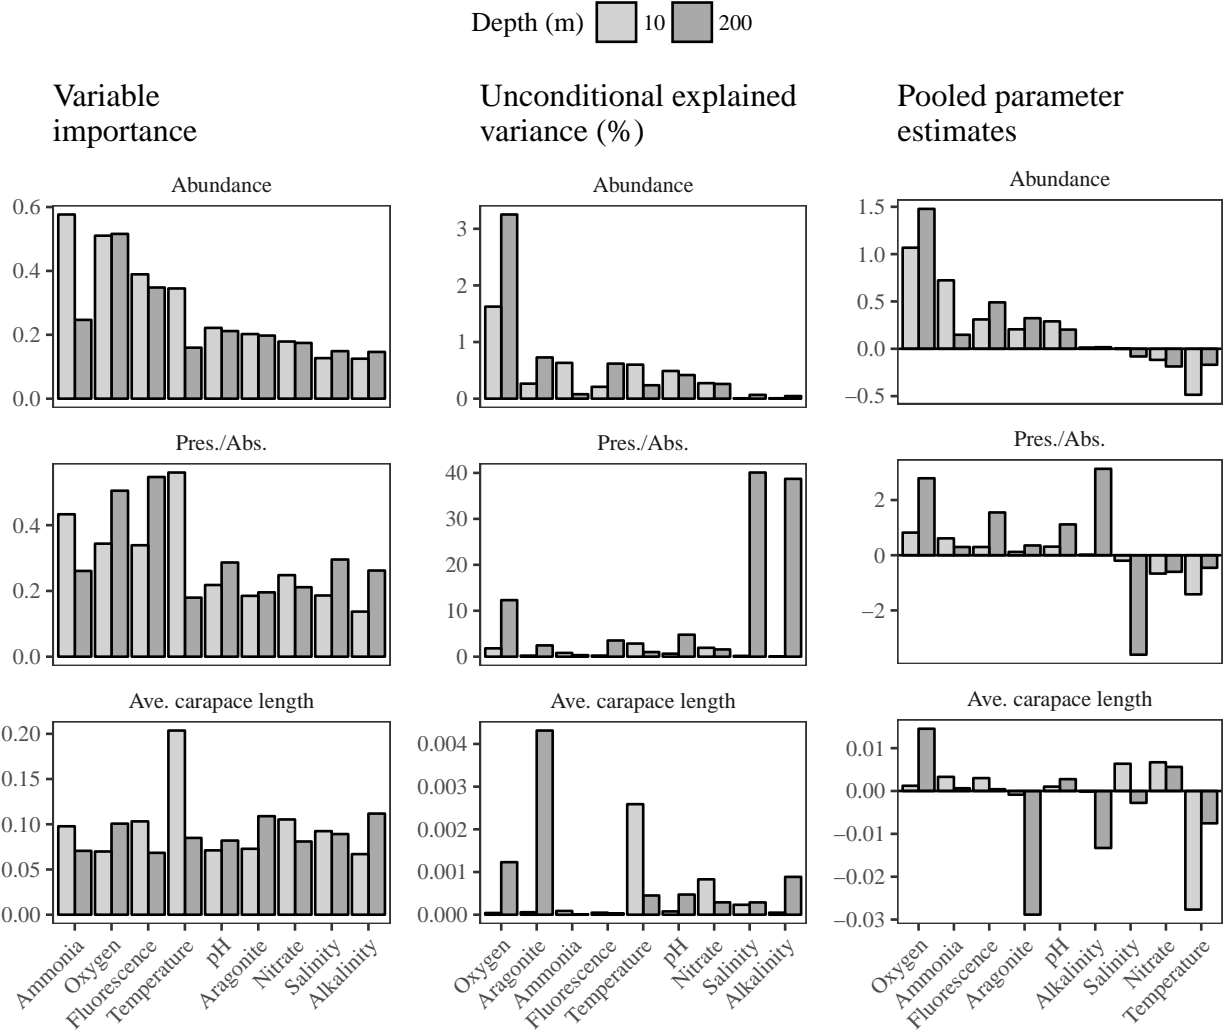 Depth (m) 10 200
Variable
importance
Unconditional explained
variance (%)
Pooled parameter
estimates
Abundance
0.6
0.4
0.2
0.0
Pres./Abs.
0.4
0.2
0.0
Ave. carapace length
0.20
0.15
0.10
0.05
0.00
Ammonia
Oxygen
Fluorescence
Temperature
pH
Aragonite
Nitrate
Salinity
Alkalinity
Abundance
3
2
1
0
Pres./Abs.
40
30
20
10
0
Ave. carapace length
0.004
0.003
0.002
0.001
0.000
Oxygen
Aragonite
Ammonia
Fluorescence
Temperature
pH
Nitrate
Salinity
Alkalinity
Abundance
1.5
1.0
0.5
0.0
−0.5
Pres./Abs.
2
0
−2
Ave. carapace length
0.01
0.00
−0.01
−0.02
−0.03
Oxygen
Ammonia
Fluorescence
Aragonite
pH
Alkalinity
Salinity
Nitrate
Temperature